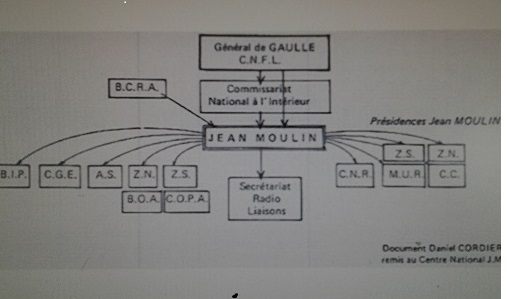 Général de GAULLE
C.N.F.L.
B.C.R.A.
Commissariat
National à l'Intérieur
Présidences Jean MOULIN
JEAN MOULIN
Z.S.
Z.N.
B.I.P.
C.G.E.
A.S.
Z.N.
Z.S.
C.N.R.
M.U.R.
C.C.
B.O.A.
C.O.P.A.
Secrétariat
Radio
Liaisons
Document Daniel CORDIER
remis au Centre National J.M